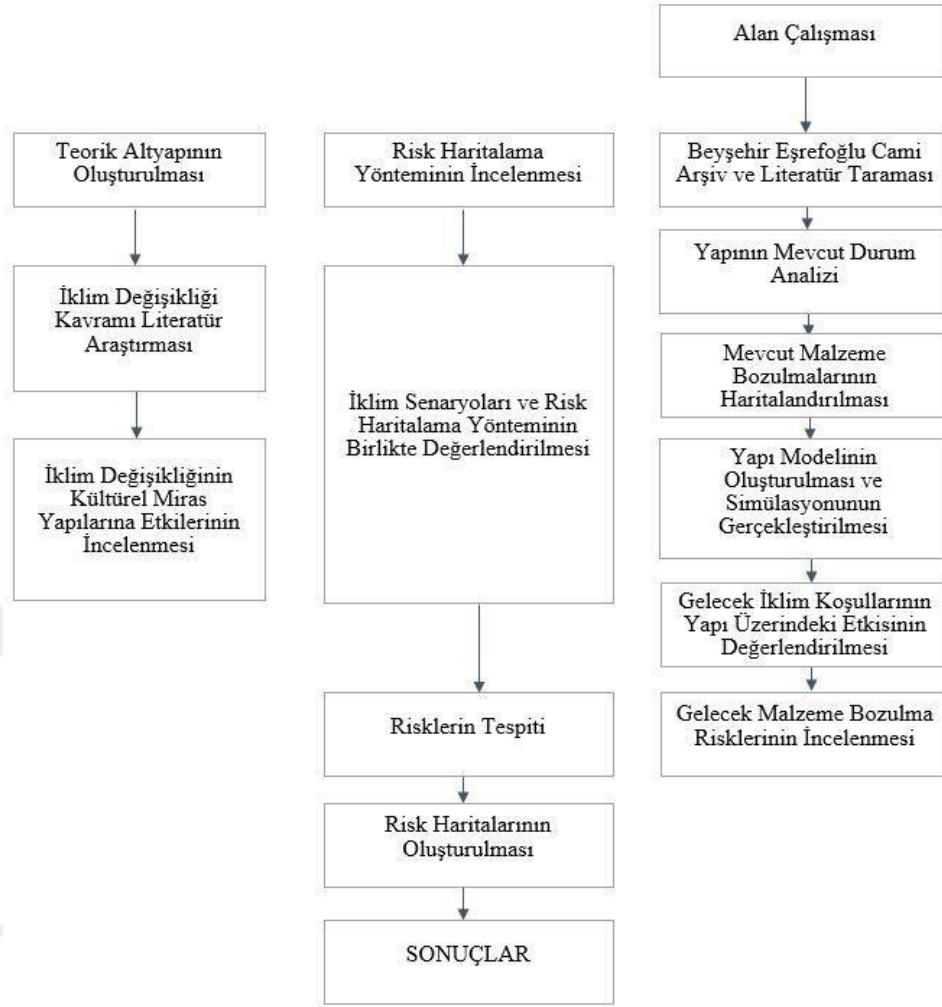 Teorik Altyapının
Oluşturulması
İklim Değişikliği
Kavramı Literatür
Araştırması
İklim Değişikliğinin
Kültürel Miras
Yapılarına Etkilerinin
İncelenmesi
Risk Haritalama
Yönteminin İncelenmesi
İklim Senaryoları ve Risk
Haritalama Yönteminin
Birlikte Değerlendirilmesi
Risklerin Tespiti
Risk Haritalarının
Oluşturulması
SONUÇLAR
Alan Çalışması
Beyşehir Eşrefoğlu Cami
Arşiv ve Literatür Taraması
Yapının Mevcut Durum
Analizi
Mevcut Malzeme
Bozulmalarının
Haritalandırılması
Yapı Modelinin
Oluşturulması ve
Simülasyonunun
Gerçekleştirilmesi
Gelecek İklim Koşullarının
Yapı Üzerindeki Etkisinin
Değerlendirilmesi
Gelecek Malzeme Bozulma
Risklerinin İncelenmesi